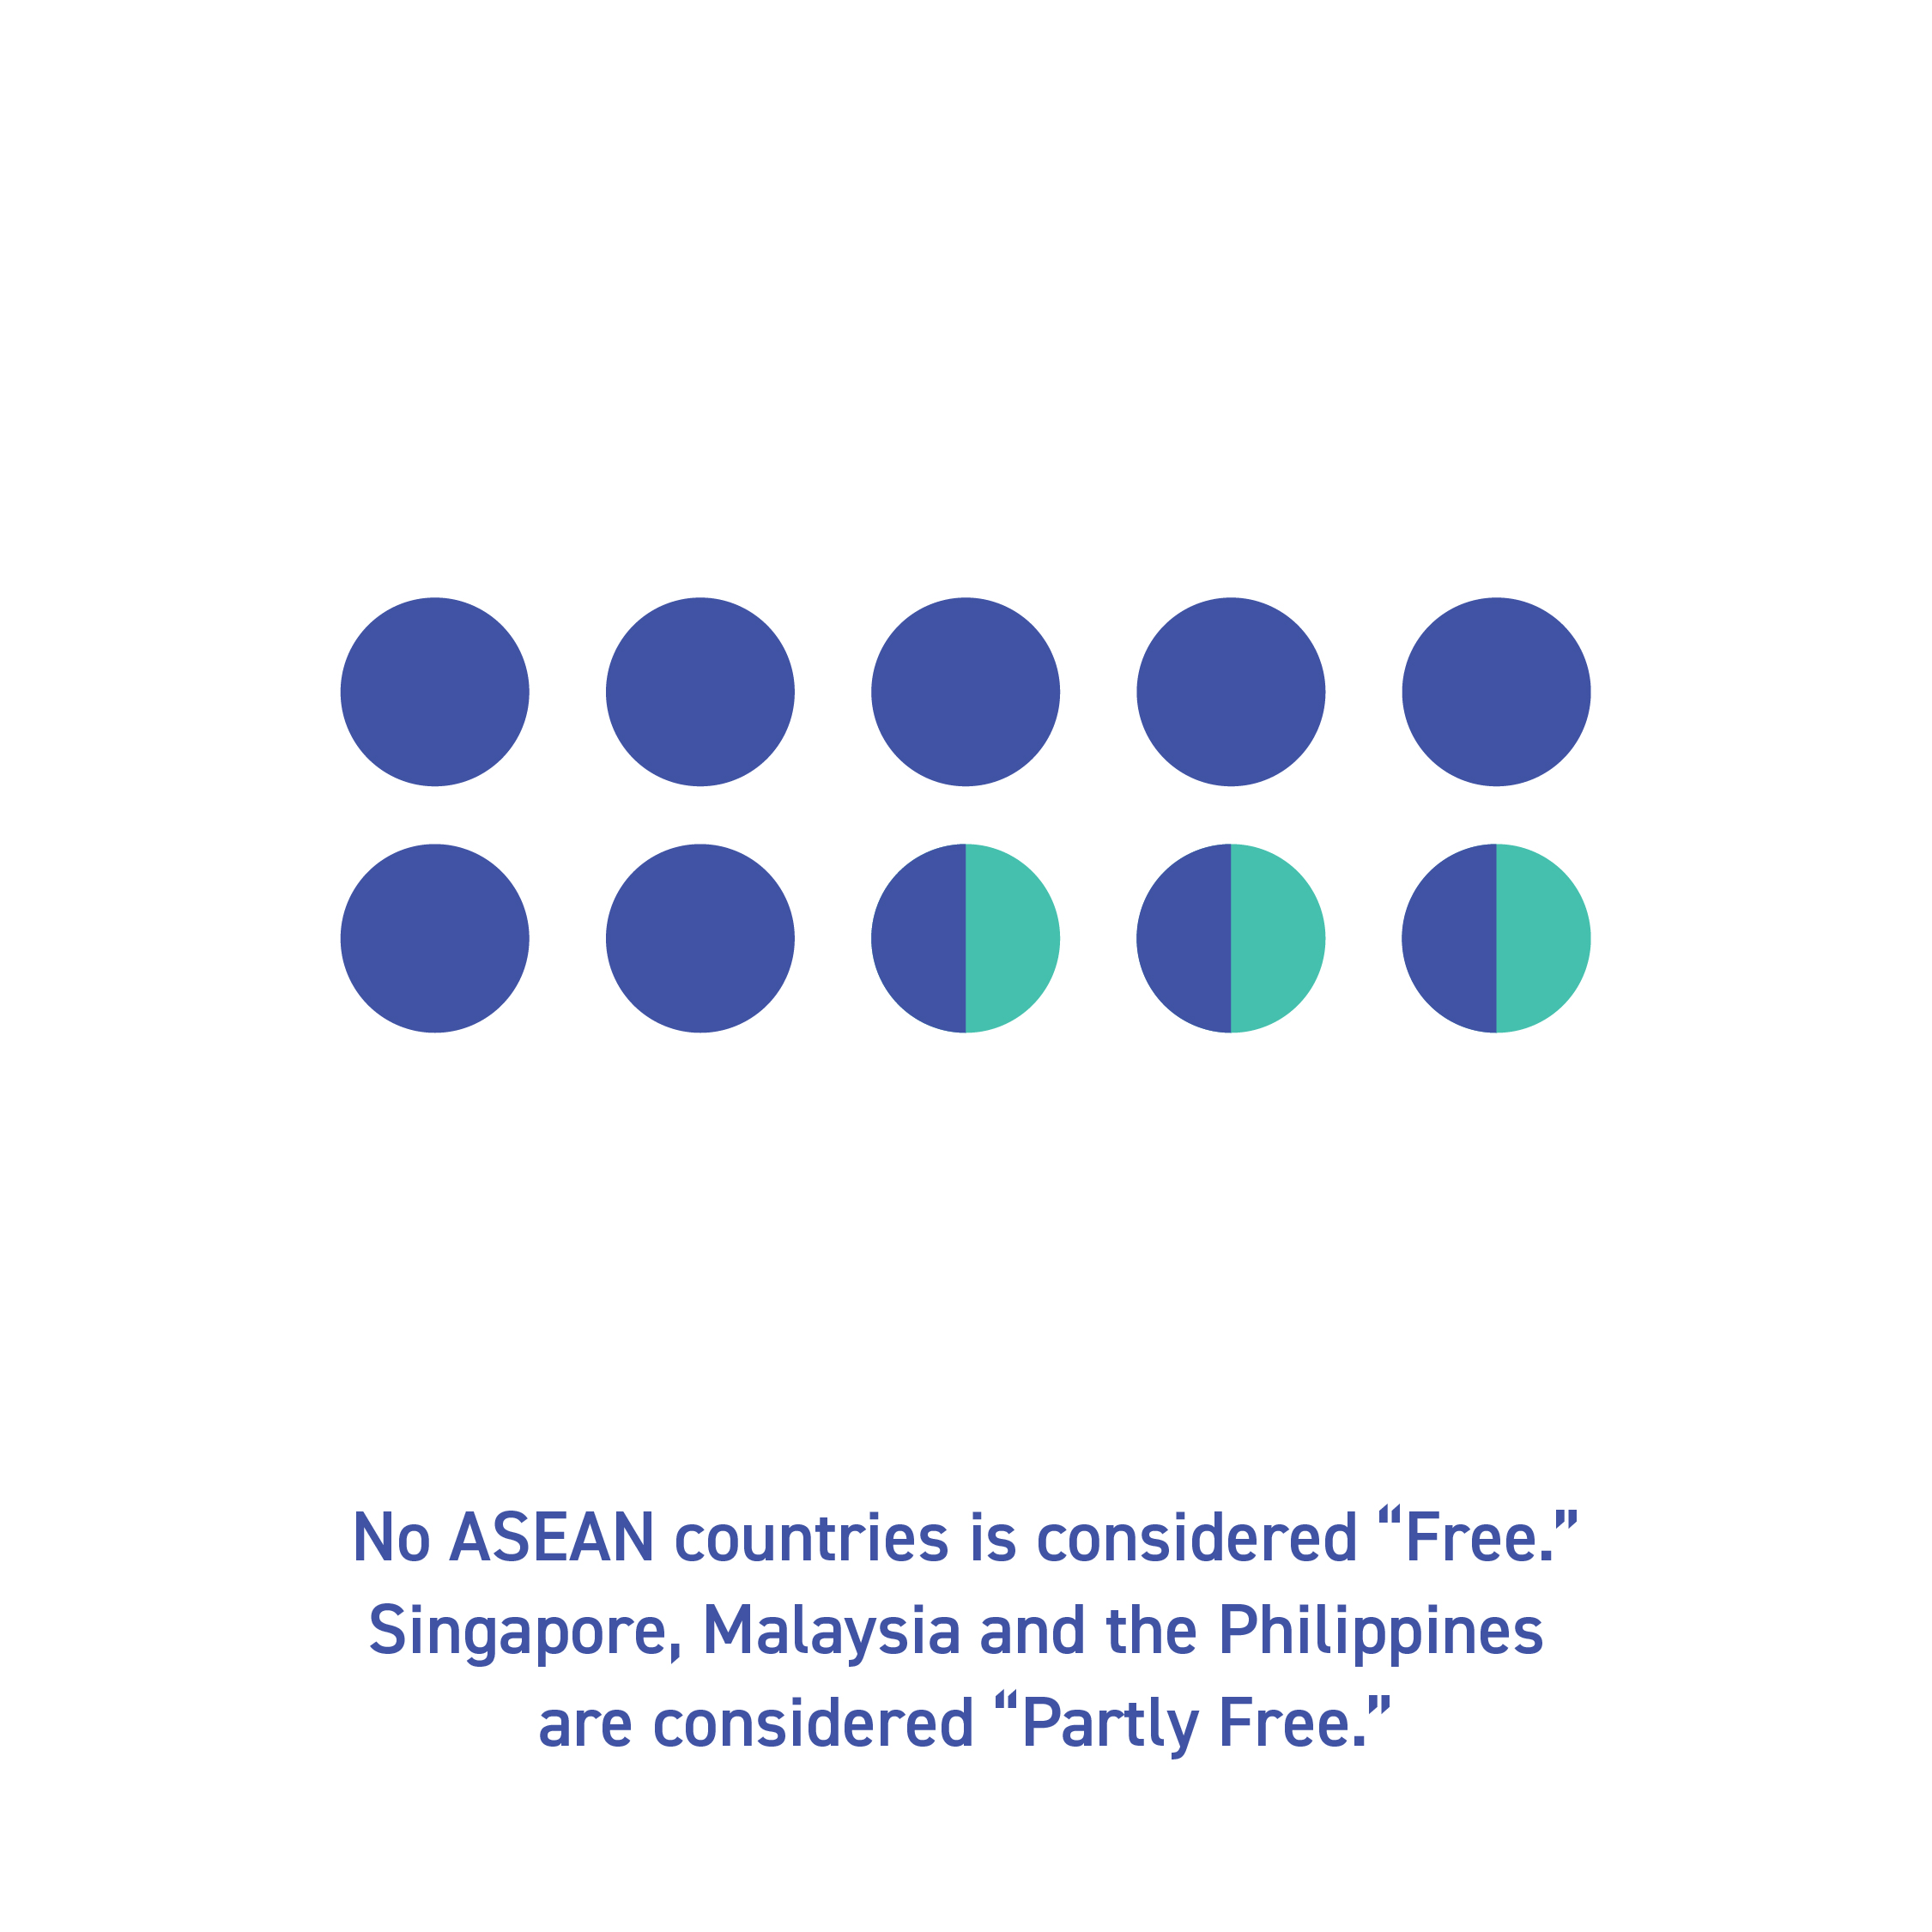 No ASEAN countries is considered “Free.”
Singapore, Malaysia and the Philippines
are considered “Partly Free.”